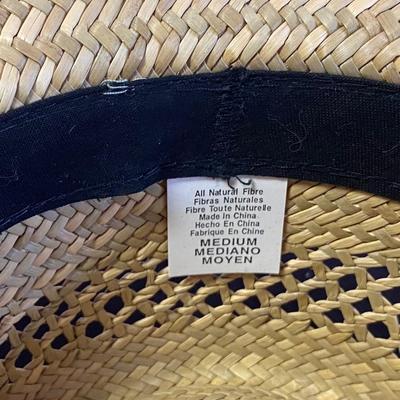 All Natural Fibre
Fibras Naturales
Fibre Toute Naturelle
Made In China
Hecho En China
Fabrique En Chine
MEDIUM
MEDIANO
MOYEN